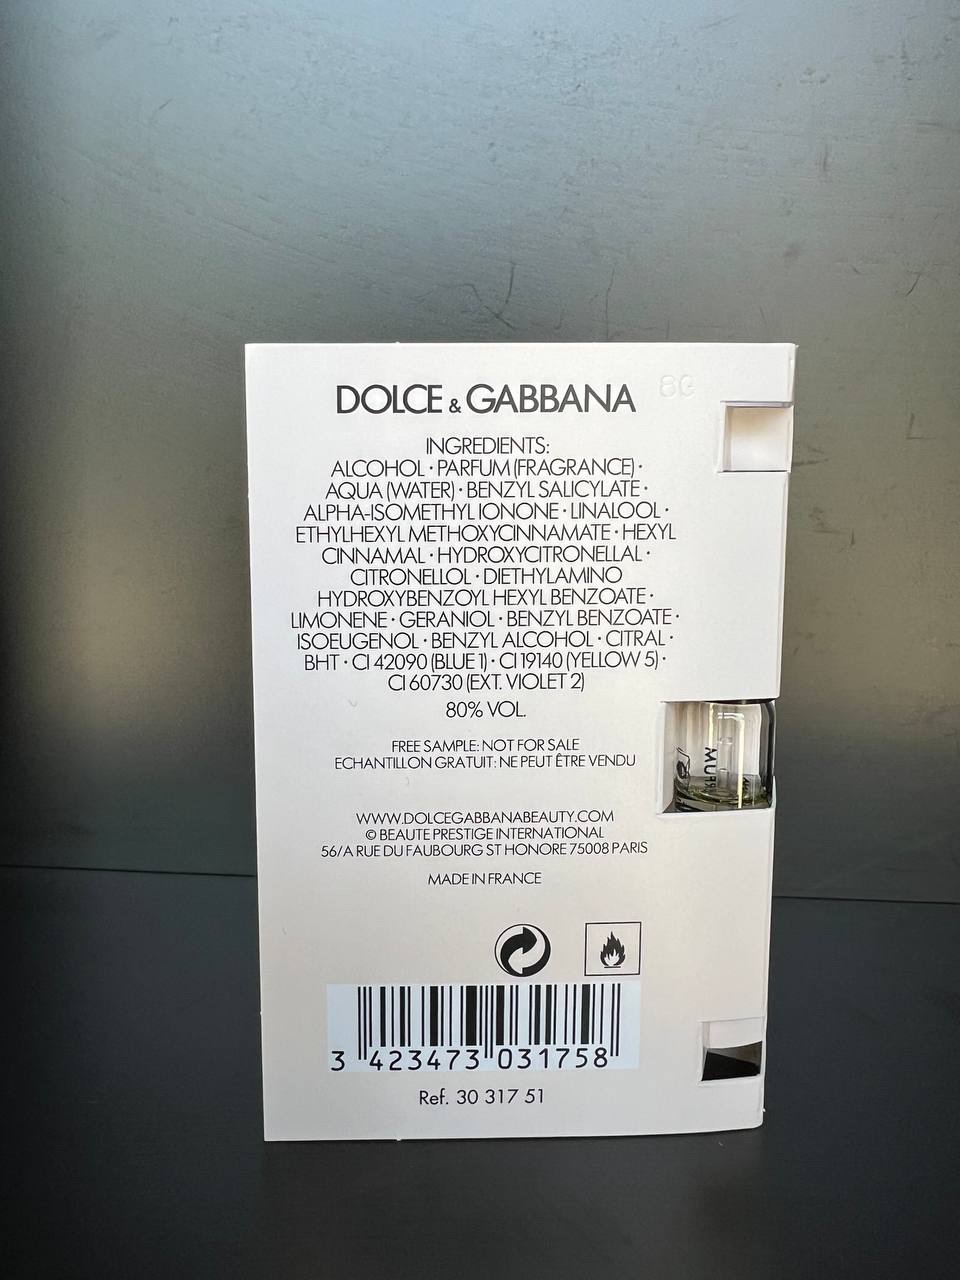 DOLCE & GABBANA
8G
INGREDIENTS:
ALCOHOL · PARFUM (FRAGRANCE) ·
AQUA (WATER) · BENZYL SALICYLATE ·
ALPHA-ISOMETHYL IONONE · LINALOOL ·
ETHYLHEXYL METHOXYCINNAMATE · HEXYL
CINNAMAL · HYDROXYCITRONELLAL ·
CITRONELLOL · DIETHYLAMINO
HYDROXYBENZOYL HEXYL BENZOATE ·
LIMONENE · GERANIOL · BENZYL BENZOATE ·
ISOEUGENOL · BENZYL ALCOHOL · CITRAL ·
BHT · CI 42090 (BLUE 1) · CI 19140 (YELLOW 5) ·
CI 60730 (EXT. VIOLET 2)
80% VOL.
FREE SAMPLE: NOT FOR SALE
ECHANTILLON GRATUIT: NE PEUT ÊTRE VENDU
WWW.DOLCEGABBANABEAUTY.COM
© BEAUTE PRESTIGE INTERNATIONAL
56/A RUE DU FAUBOURG ST HONORE 75008 PARIS
MADE IN FRANCE
3 423473 031758
Ref. 30 317 51